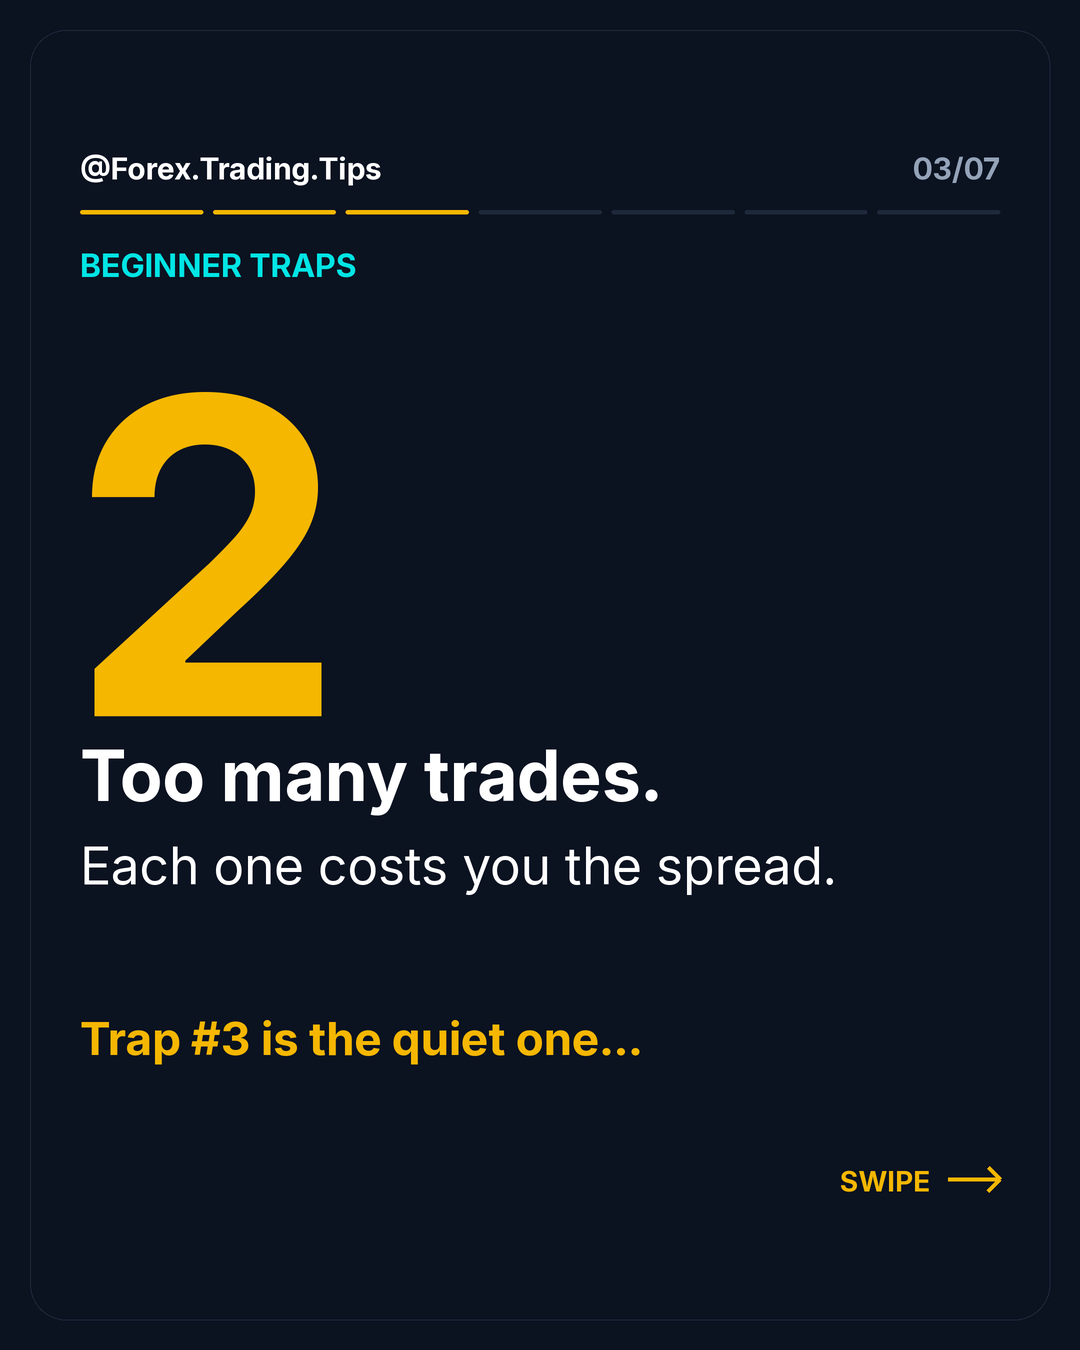 @Forex.Trading.Tips
03/07
BEGINNER TRAPS
2
Too many trades.
Each one costs you the spread.
Trap #3 is the quiet one...
SWIPE